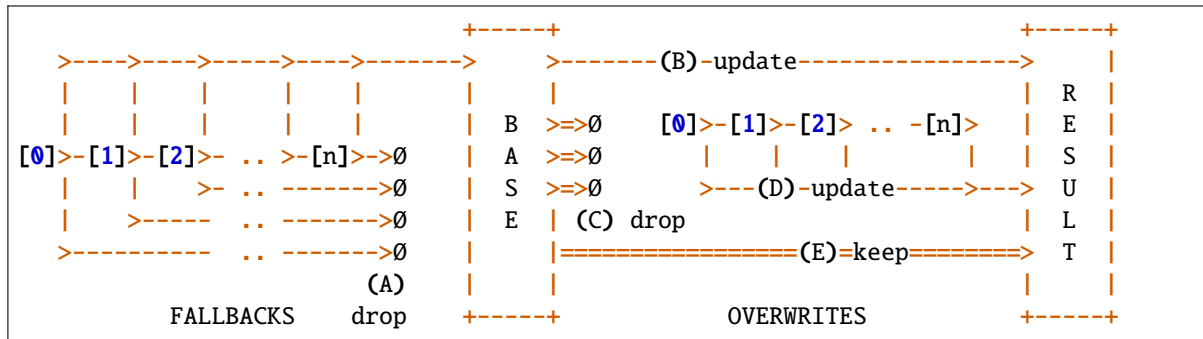 +-----+                                       +-----+
   >---->----->----->-----+---->------->     >-------(B)-update---------------->     |
   |     |     |      |     |         |      |                                       |  R  |
   |     |     |      |     |         |  B  >=>Ø    [0]>-[1]>-[2]> .. -[n]>   |  E  |
[0]>-[1]>-[2]>- .. >-[n]>->Ø    |  A  >=>Ø       |    |    |        |     |  S  |
   |     |    >- .. ------->Ø    |  S  >=>Ø       >---(D)-update----->--->  U  |
   |     >----- .. ------->Ø    |  E  | (C) drop                          |  L  |
   >----------- .. ------->Ø    |     |=================(E)=keep========>  T  |
                          (A)     |     |                                       |     |
           FALLBACKS    drop    +-----+            OVERWRITES            +-----+